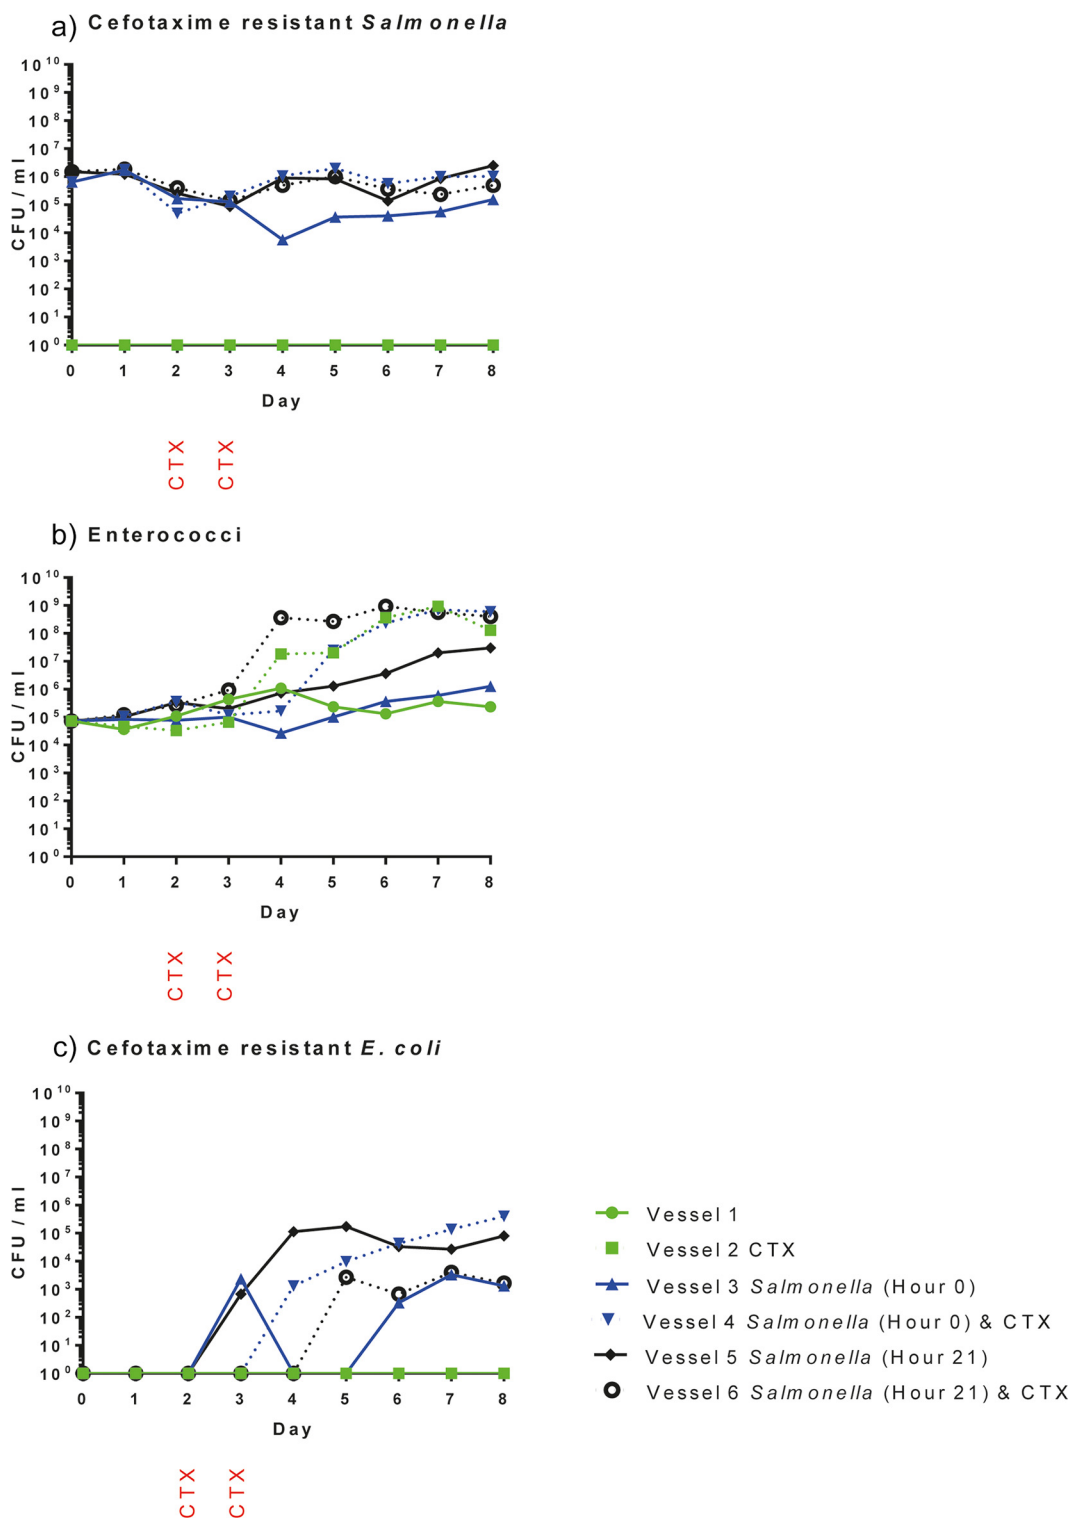 a) Cefotaxime resistant Salmonella
10^10
10^9
10^8
10^7
10^6
10^5
10^4
10^3
10^2
10^1
10^0
CFU / ml
0 1 2 3 4 5 6 7 8
Day
CTX CTX
b) Enterococci
10^10
10^9
10^8
10^7
10^6
10^5
10^4
10^3
10^2
10^1
10^0
CFU / ml
0 1 2 3 4 5 6 7 8
Day
CTX CTX
c) Cefotaxime resistant E. coli
10^10
10^9
10^8
10^7
10^6
10^5
10^4
10^3
10^2
10^1
10^0
CFU / ml
0 1 2 3 4 5 6 7 8
Day
CTX CTX
Vessel 1
Vessel 2 CTX
Vessel 3 Salmonella (Hour 0)
Vessel 4 Salmonella (Hour 0) & CTX
Vessel 5 Salmonella (Hour 21)
Vessel 6 Salmonella (Hour 21) & CTX